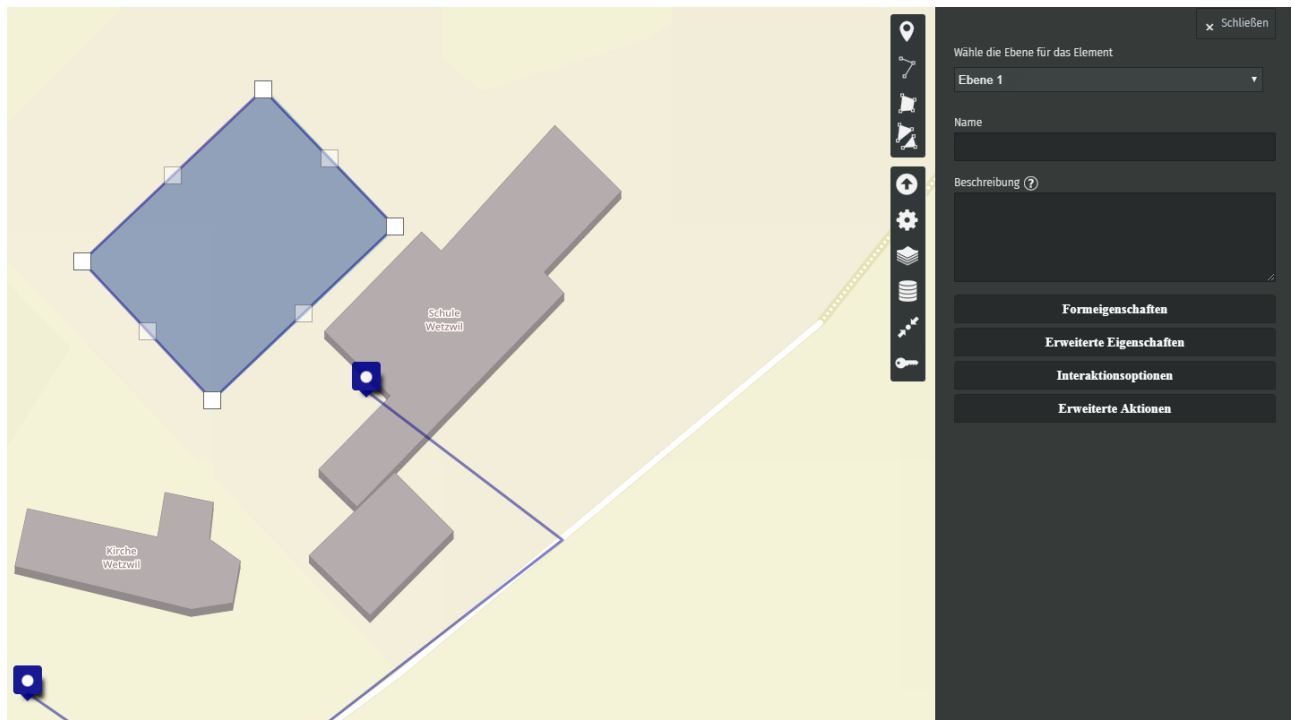 × Schließen
Wähle die Ebene für das Element
Ebene 1
Name
Beschreibung ?
Formeigenschaften
Erweiterte Eigenschaften
Interaktionsoptionen
Erweiterte Aktionen
Schule
Wetzwil
Kirche
Wetzwil